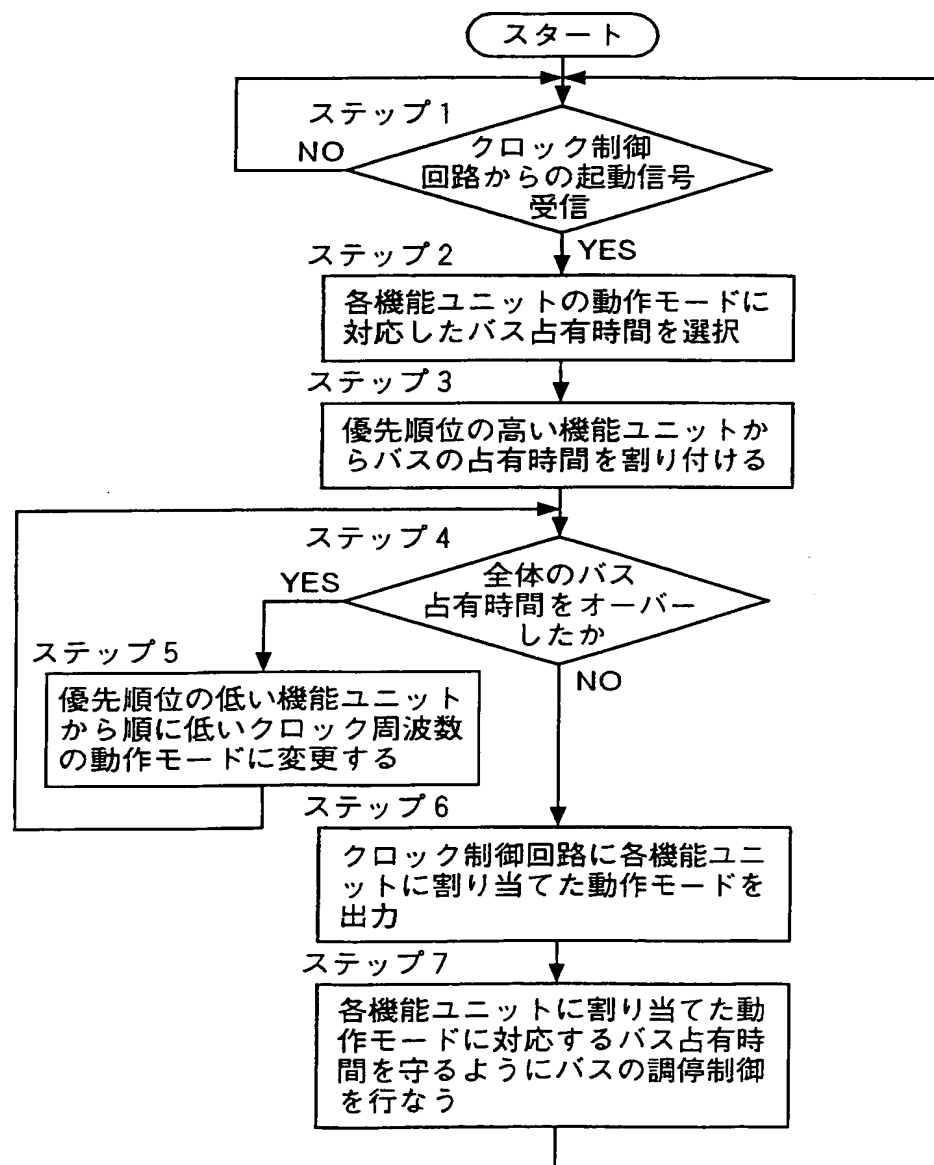 スタート
ステップ1
NO
クロック制御
回路からの起動信号
受信
YES
ステップ2
各機能ユニットの動作モードに
対応したバス占有時間を選択
ステップ3
優先順位の高い機能ユニットか
らバスの占有時間を割り付ける
ステップ4
YES
全体のバス
占有時間をオーバー
したか
NO
ステップ5
優先順位の低い機能ユニット
から順に低いクロック周波数
の動作モードに変更する
ステップ6
クロック制御回路に各機能ユニ
ットに割り当てた動作モードを
出力
ステップ7
各機能ユニットに割り当てた動
作モードに対応するバス占有時
間を守るようにバスの調停制御
を行なう